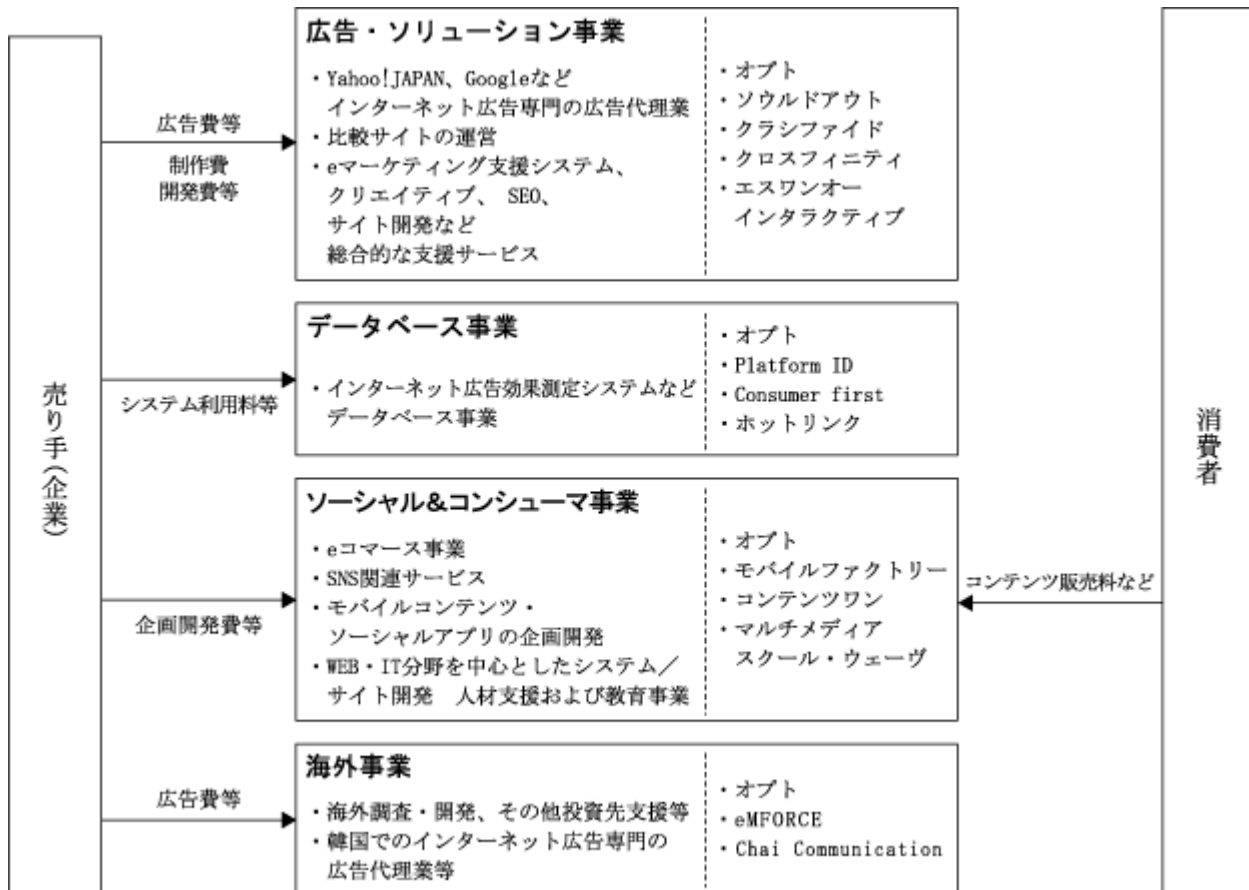 売り手(企業)
広告費等
制作費
開発費等
広告・ソリューション事業
・Yahoo!JAPAN、Googleなど
インターネット広告専門の広告代理業
・比較サイトの運営
・eマーケティング支援システム、
クリエイティブ、 SEO、
サイト開発など
総合的な支援サービス
・オプト
・ソウルドアウト
・クラシファイド
・クロスフィニティ
・エスワンオー
インタラクティブ
システム利用料等
データベース事業
・インターネット広告効果測定システムなど
データベース事業
・オプト
・Platform ID
・Consumer first
・ホットリンク
企画開発費等
ソーシャル&コンシューマ事業
・eコマース事業
・SNS関連サービス
・モバイルコンテンツ・
ソーシャルアプリの企画開発
・WEB・IT分野を中心としたシステム／
サイト開発　人材支援および教育事業
・オプト
・モバイルファクトリー
・コンテンツワン
・マルチメディア
スクール・ウェーヴ
コンテンツ販売料など
消費者
広告費等
海外事業
・海外調査・開発、その他投資先支援等
・韓国でのインターネット広告専門の
広告代理業等
・オプト
・eMFORCE
・Chai Communication